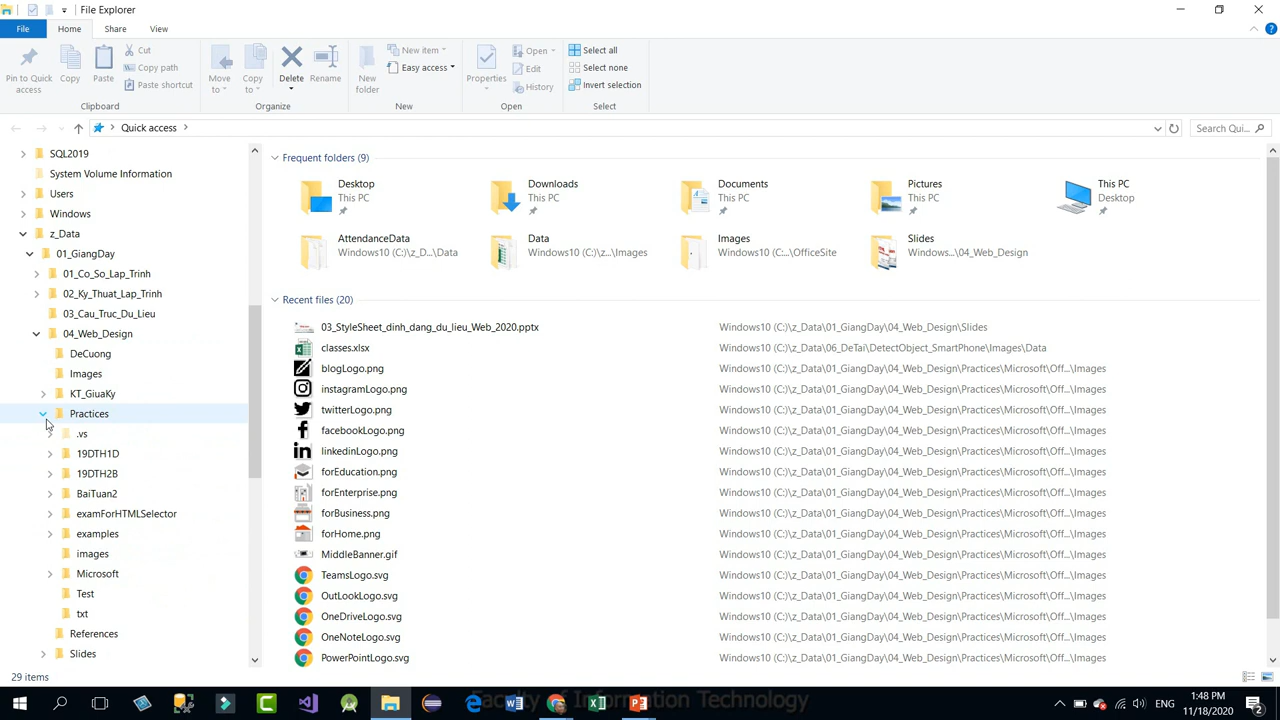 File Explorer
File
Home
Share
View
Pin to Quick access
Copy
Paste
Cut
Copy path
Paste shortcut
Clipboard
Move to
Copy to
Delete
Rename
Organize
New folder
New item
Easy access
New
Properties
Open
Edit
History
Open
Select all
Select none
Invert selection
Select
Quick access
Search Qui...
SQL2019
System Volume Information
Users
Windows
z_Data
01_GiangDay
01_Co_So_Lap_Trinh
02_Ky_Thuat_Lap_Trinh
03_Cau_Truc_Du_Lieu
04_Web_Design
DeCuong
Images
KT_GiuaKy
Practices
.vs
19DTH1D
19DTH2B
BaiTuan2
examForHTMLSelector
examples
images
Microsoft
Test
txt
References
Slides
Frequent folders (9)
Desktop
This PC
Downloads
This PC
Documents
This PC
Pictures
This PC
This PC
Desktop
AttendanceData
Windows10 (C:)\z_D...\Data
Data
Windows10 (C:)\z...\Images
Images
Windows10 (C:...\OfficeSite
Slides
Windows...\04_Web_Design
Recent files (20)
03_StyleSheet_dinh_dang_du_lieu_Web_2020.pptx Windows10 (C:)\z_Data\01_GiangDay\04_Web_Design\Slides
classes.xlsx Windows10 (C:)\z_Data\06_DeTai\DetectObject_SmartPhone\Images\Data
blogLogo.png Windows10 (C:)\z_Data\01_GiangDay\04_Web_Design\Practices\Microsoft\Off...\Images
instagramLogo.png Windows10 (C:)\z_Data\01_GiangDay\04_Web_Design\Practices\Microsoft\Off...\Images
twitterLogo.png Windows10 (C:)\z_Data\01_GiangDay\04_Web_Design\Practices\Microsoft\Off...\Images
facebookLogo.png Windows10 (C:)\z_Data\01_GiangDay\04_Web_Design\Practices\Microsoft\Off...\Images
linkedinLogo.png Windows10 (C:)\z_Data\01_GiangDay\04_Web_Design\Practices\Microsoft\Off...\Images
forEducation.png Windows10 (C:)\z_Data\01_GiangDay\04_Web_Design\Practices\Microsoft\Off...\Images
forEnterprise.png Windows10 (C:)\z_Data\01_GiangDay\04_Web_Design\Practices\Microsoft\Off...\Images
forBusiness.png Windows10 (C:)\z_Data\01_GiangDay\04_Web_Design\Practices\Microsoft\Off...\Images
forHome.png Windows10 (C:)\z_Data\01_GiangDay\04_Web_Design\Practices\Microsoft\Off...\Images
MiddleBanner.gif Windows10 (C:)\z_Data\01_GiangDay\04_Web_Design\Practices\Microsoft\Off...\Images
TeamsLogo.svg Windows10 (C:)\z_Data\01_GiangDay\04_Web_Design\Practices\Microsoft\Off...\Images
OutLookLogo.svg Windows10 (C:)\z_Data\01_GiangDay\04_Web_Design\Practices\Microsoft\Off...\Images
OneDriveLogo.svg Windows10 (C:)\z_Data\01_GiangDay\04_Web_Design\Practices\Microsoft\Off...\Images
OneNoteLogo.svg Windows10 (C:)\z_Data\01_GiangDay\04_Web_Design\Practices\Microsoft\Off...\Images
PowerPointLogo.svg Windows10 (C:)\z_Data\01_GiangDay\04_Web_Design\Practices\Microsoft\Off...\Images
29 items
Faculty of Information Technology
ENG
1:48 PM
11/18/2020
2